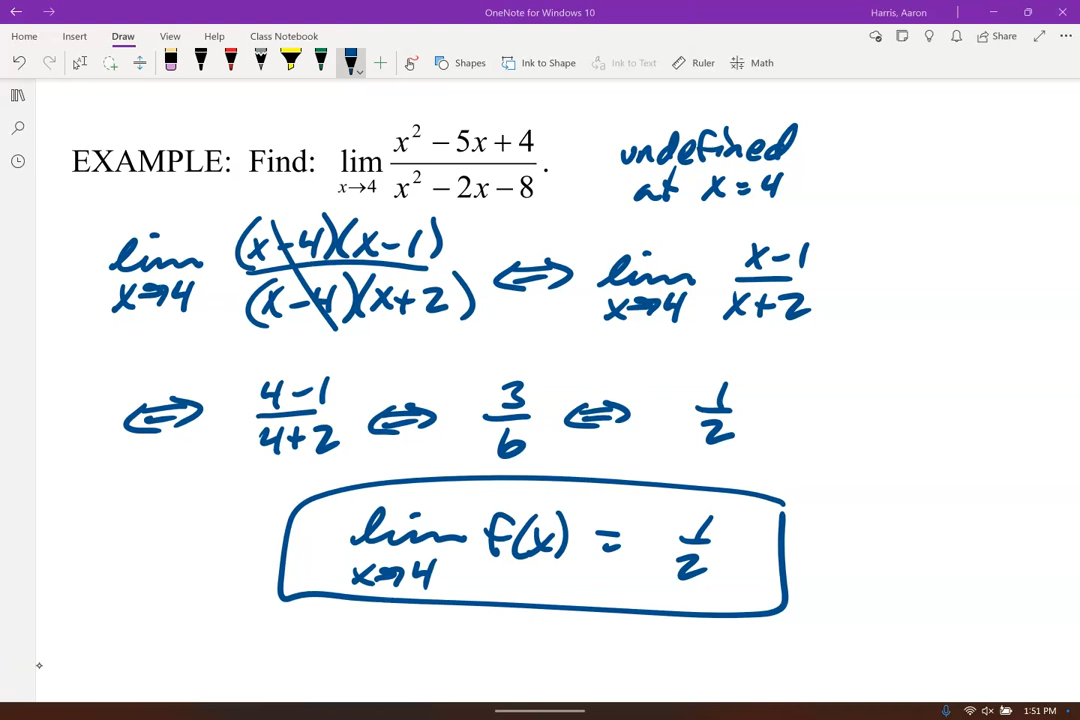 OneNote for Windows 10
Harris, Aaron
Home Insert Draw View Help Class Notebook
Share
Shapes Ink to Shape Ink to Text Ruler Math
EXAMPLE: Find: lim x→4 (x² − 5x + 4)/(x² − 2x − 8).
undefined
at x = 4
lim x→4 (x−4)(x−1)/(x−4)(x+2) ⟺ lim x→4 (x−1)/(x+2)
⟺ (4−1)/(4+2) ⟺ 3/6 ⟺ 1/2
lim x→4 f(x) = 1/2
1:51 PM